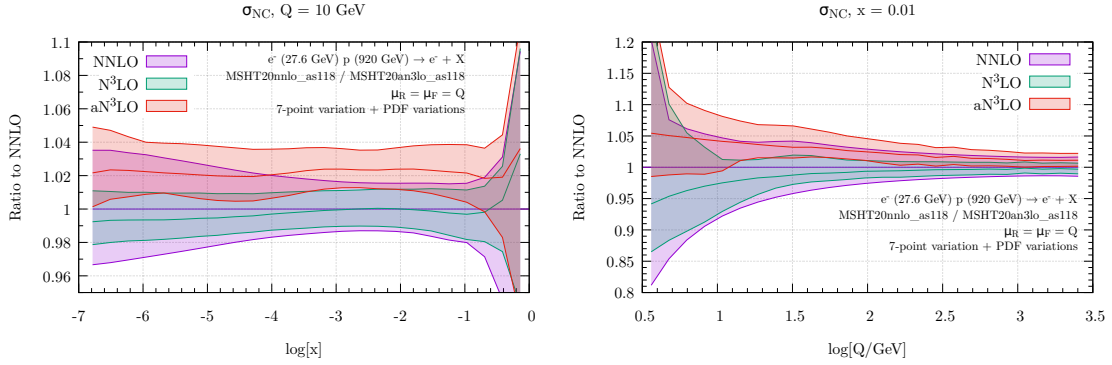 σNC, Q = 10 GeV
1.1
1.08
1.06
1.04
1.02
1
0.98
0.96
Ratio to NNLO
NNLO
N³LO
aN³LO
e⁻ (27.6 GeV) p (920 GeV) → e⁻ + X
MSHT20nnlo_as118 / MSHT20an3lo_as118
μR = μF = Q
7-point variation + PDF variations
-7 -6 -5 -4 -3 -2 -1 0
log[x]
σNC, x = 0.01
1.2
1.15
1.1
1.05
1
0.95
0.9
0.85
0.8
Ratio to NNLO
NNLO
N³LO
aN³LO
e⁻ (27.6 GeV) p (920 GeV) → e⁻ + X
MSHT20nnlo_as118 / MSHT20an3lo_as118
μR = μF = Q
7-point variation + PDF variations
0.5 1 1.5 2 2.5 3 3.5
log[Q/GeV]